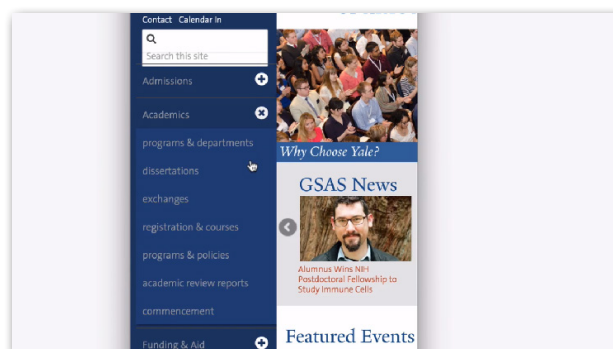 Contact Calendar In
Search this site
Admissions
Academics
programs & departments
dissertations
exchanges
registration & courses
programs & policies
academic review reports
commencement
Funding & Aid
Why Choose Yale?
GSAS News
Alumnus Wins NIH
Postdoctoral Fellowship to
Study Immune Cells
Featured Events